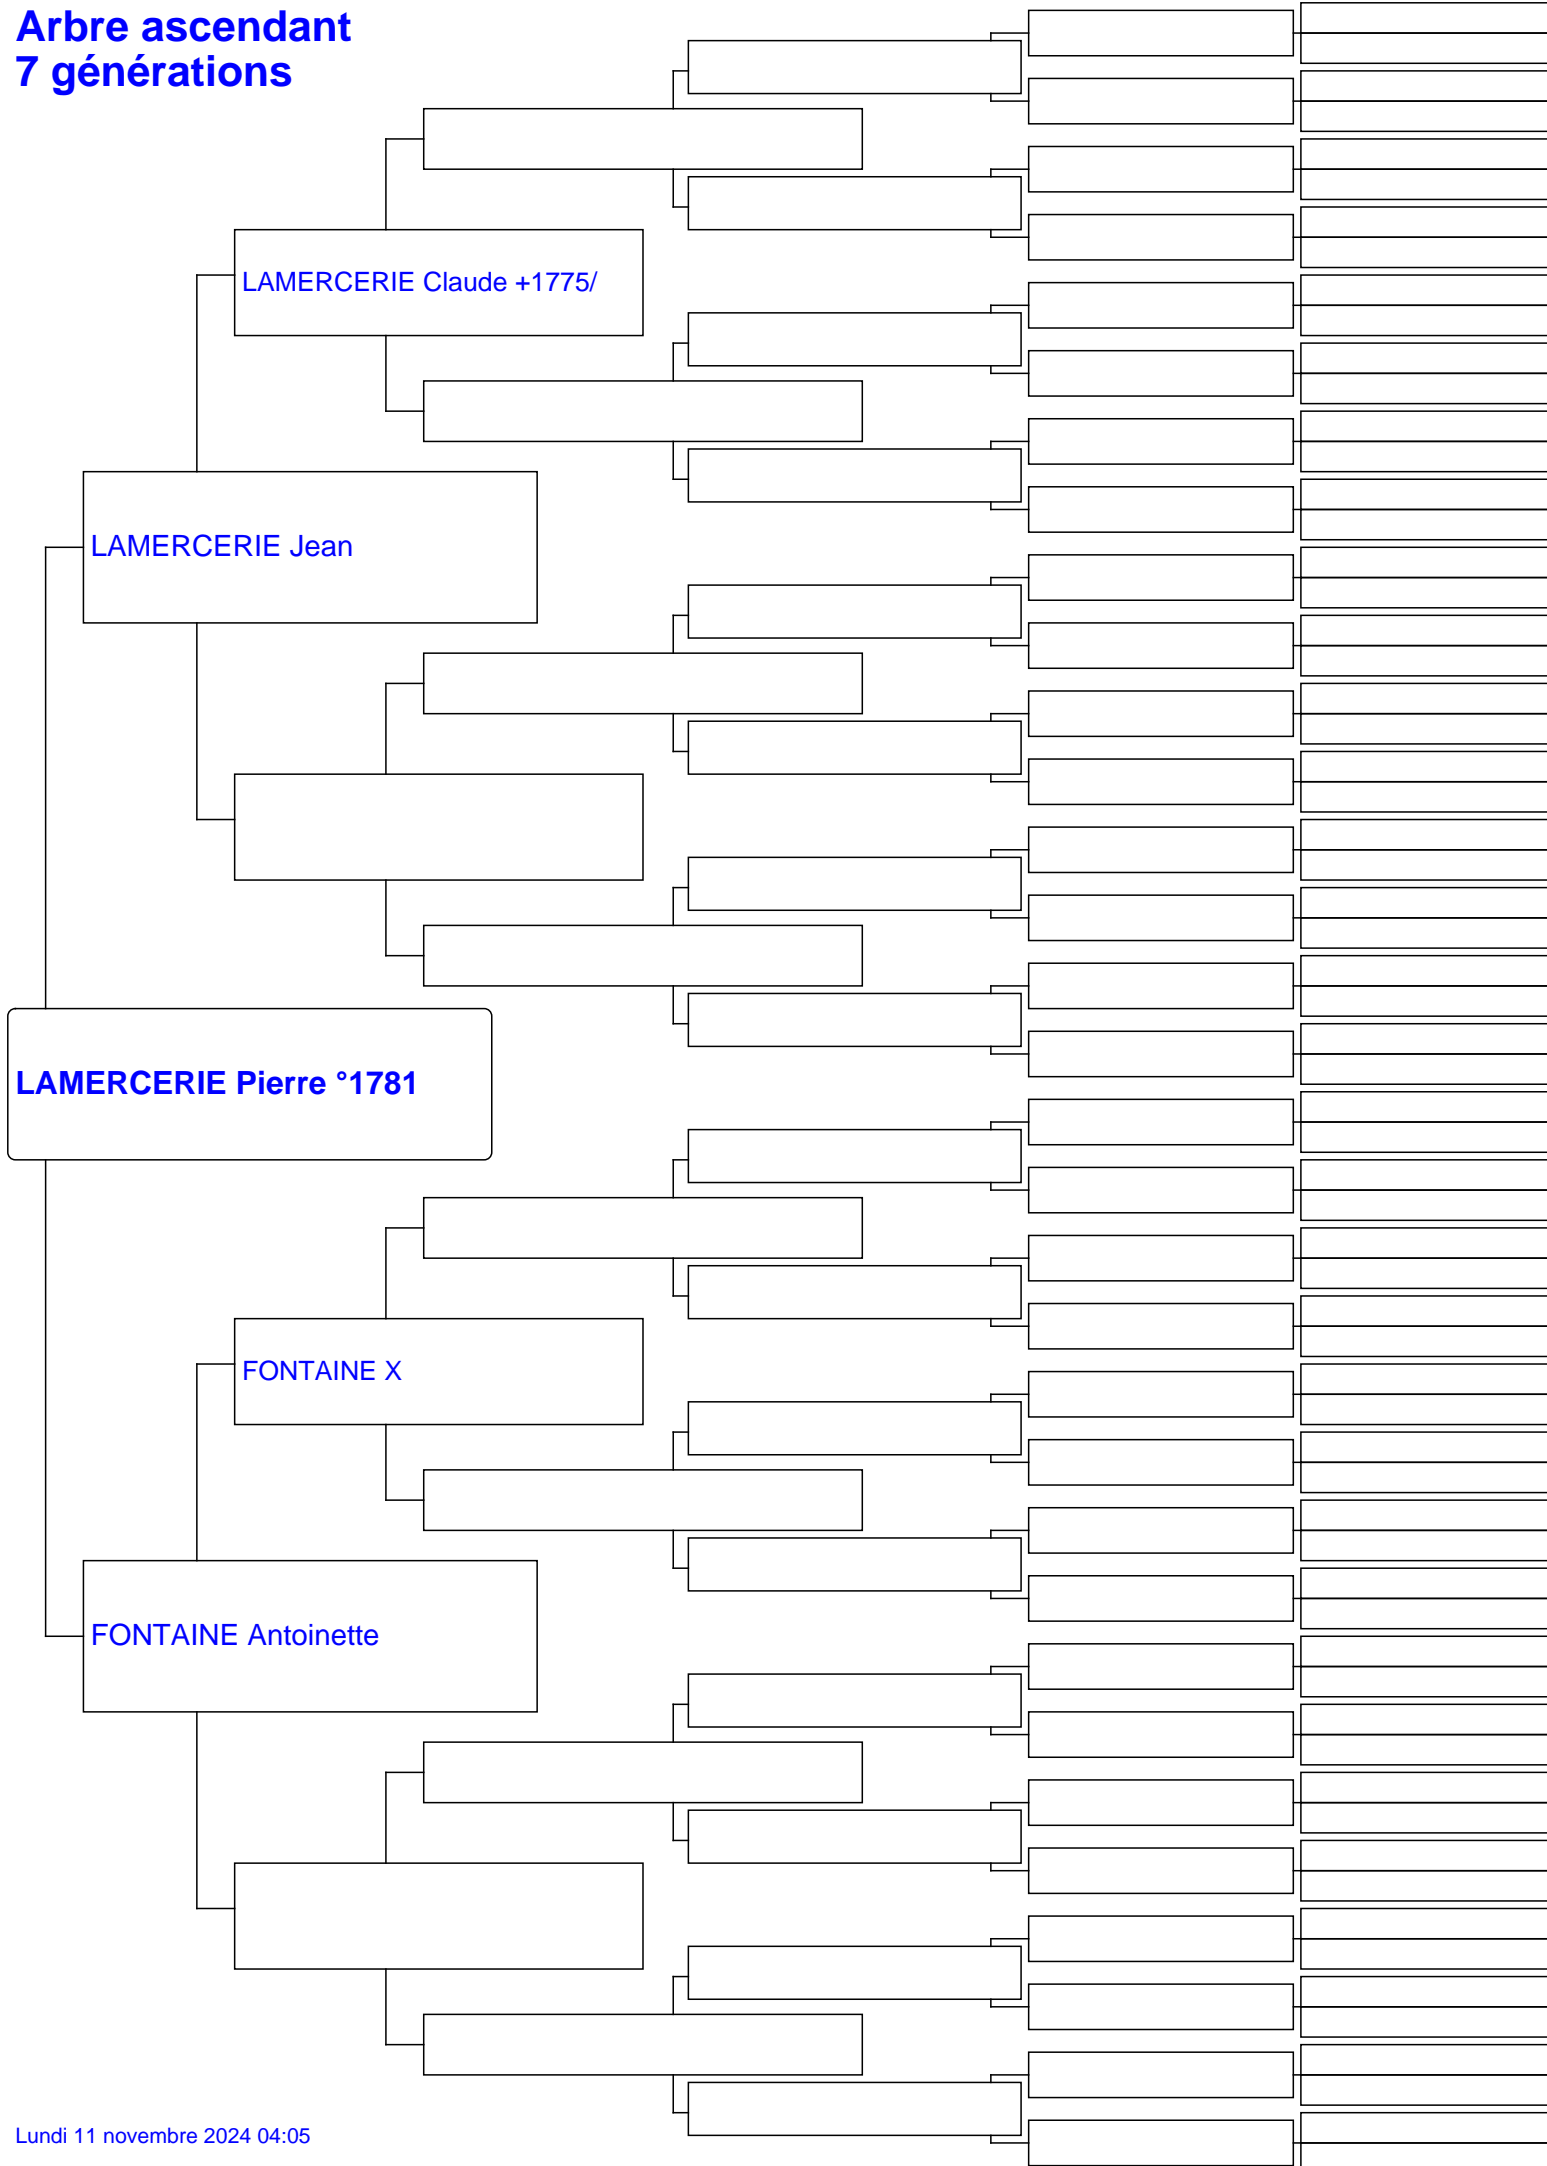 Arbre ascendant
7 générations
LAMERCERIE Claude +1775/
LAMERCERIE Jean
LAMERCERIE Pierre °1781
FONTAINE X
FONTAINE Antoinette
Lundi 11 novembre 2024 04:05